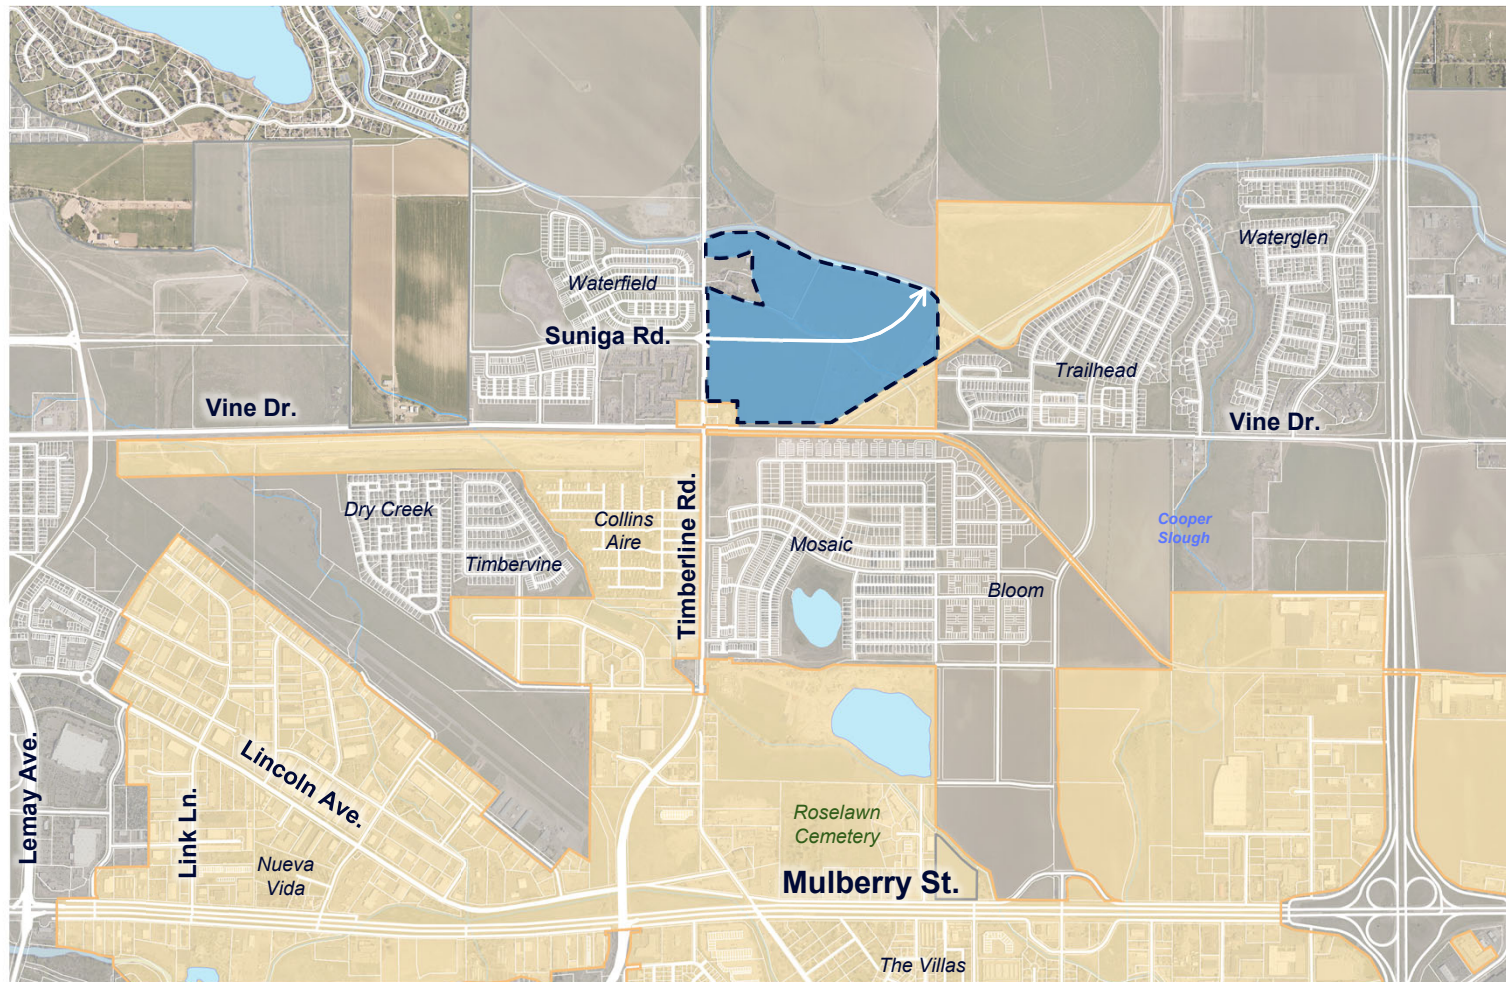 Waterglen
Waterfield
Suniga Rd.
Trailhead
Vine Dr.
Vine Dr.
Dry Creek
Collins
Aire
Timberline Rd.
Timbervine
Mosaic
Cooper
Slough
Bloom
Lemay Ave.
Link Ln.
Lincoln Ave.
Nueva
Vida
Roselawn
Cemetery
Mulberry St.
The Villas